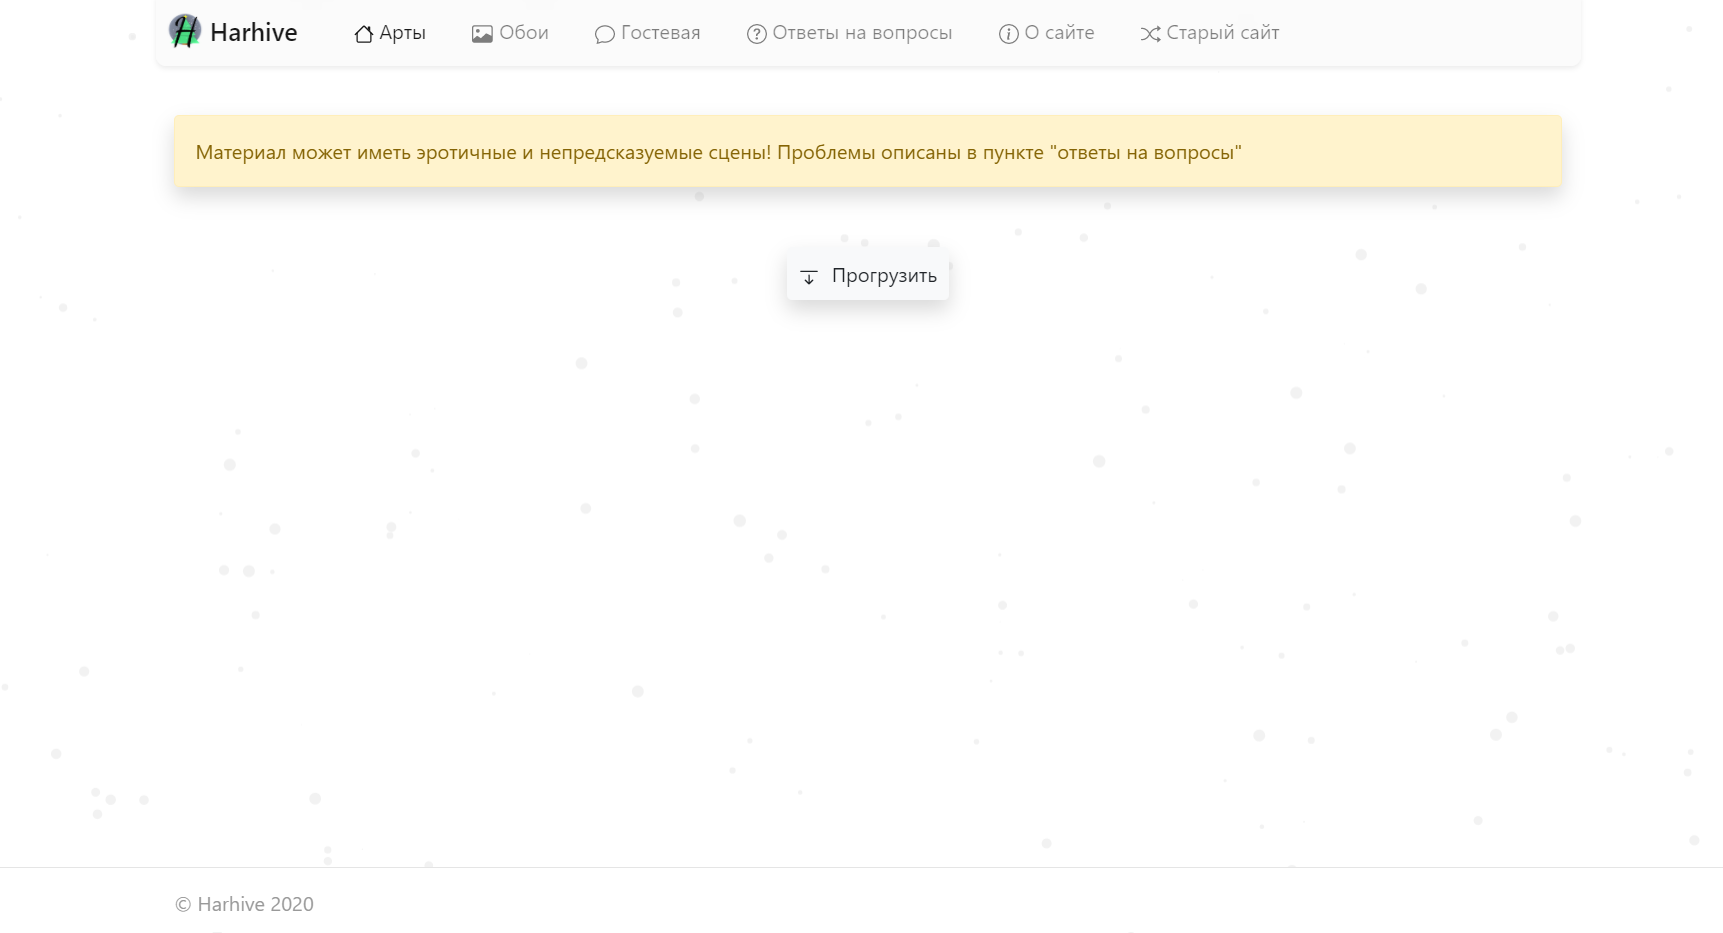 Harhive Арты Обои Гостевая Ответы на вопросы О сайте Старый сайт
Материал может иметь эротичные и непредсказуемые сцены! Проблемы описаны в пункте "ответы на вопросы"
Прогрузить
© Harhive 2020